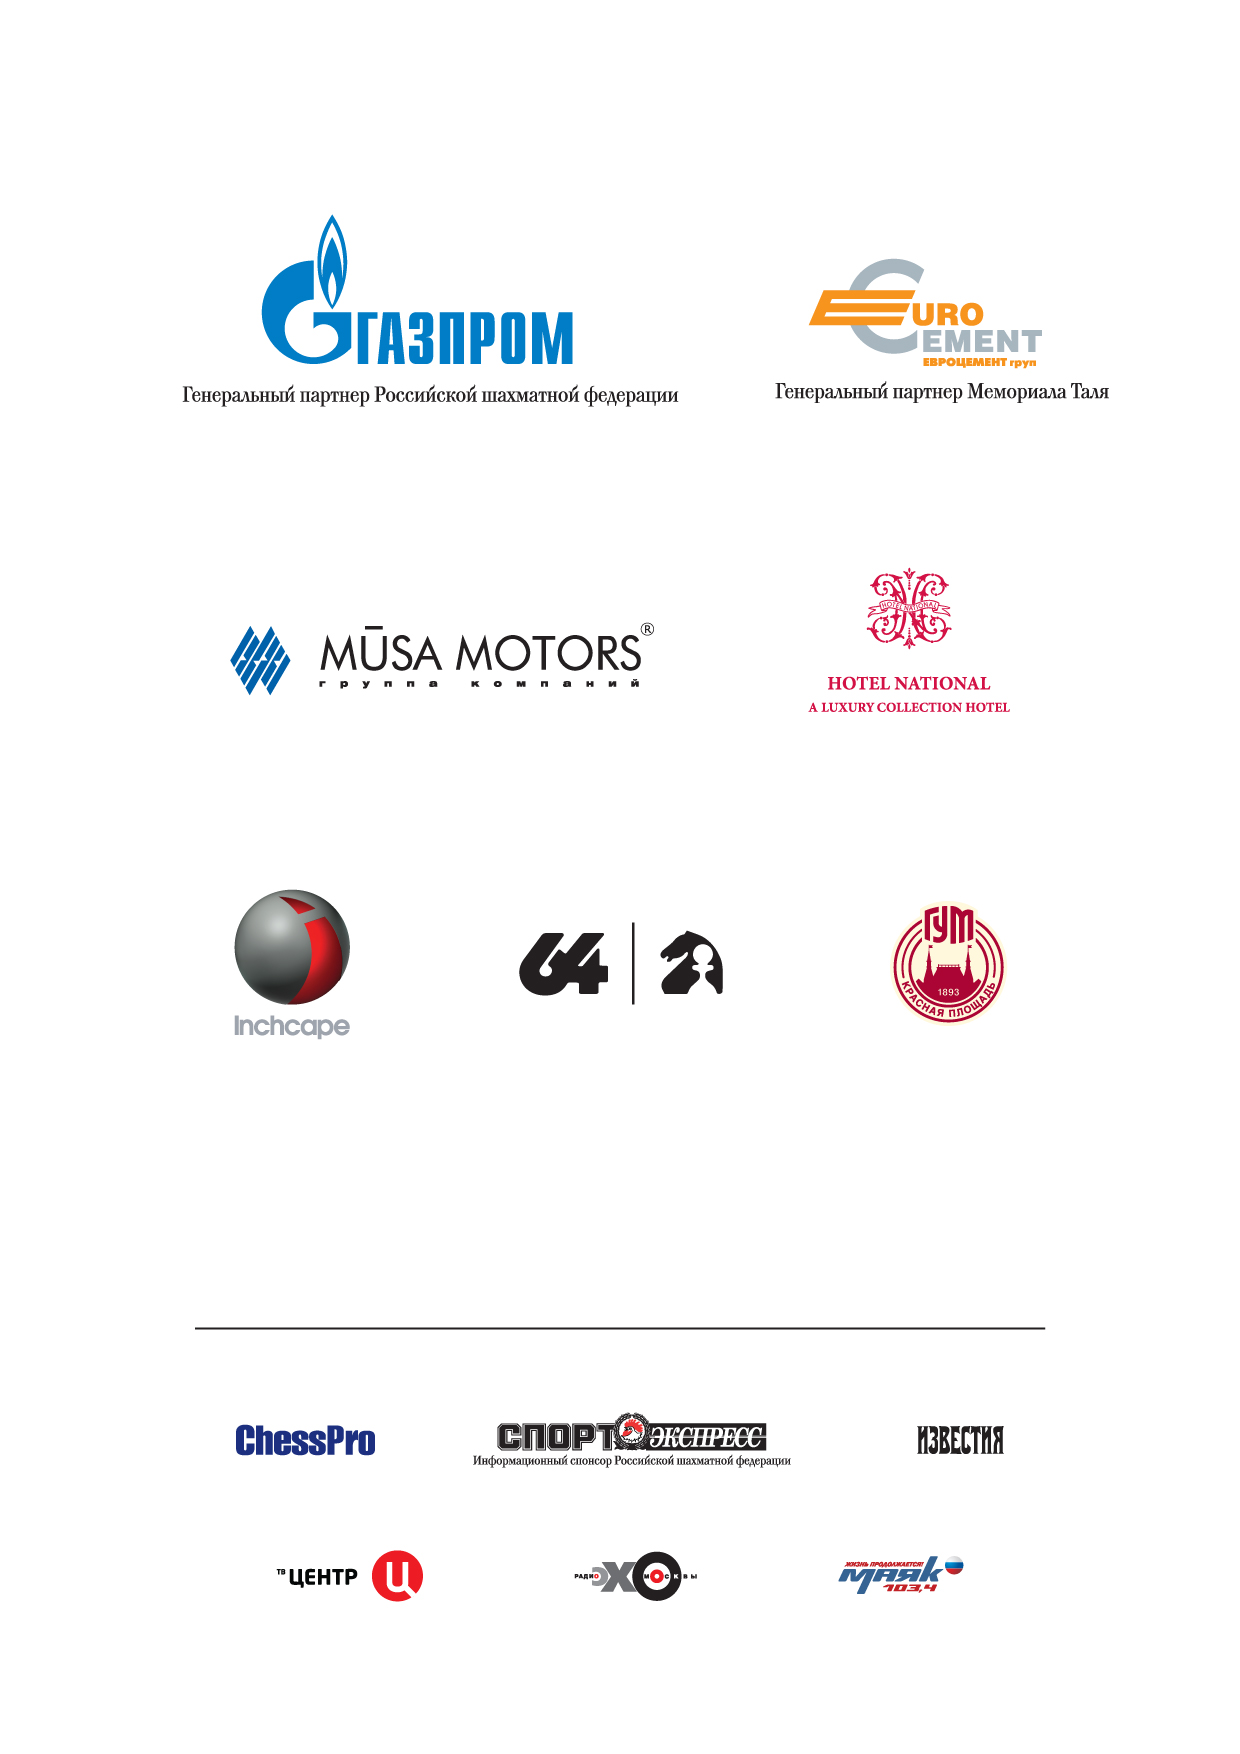 ГАЗПРОМ
Генеральный партнер Российской шахматной федерации
EURO
CEMENT
ЕВРОЦЕМЕНТ груп
Генеральный партнер Мемориала Таля
MŪSA MOTORS®
группа компаний
HOTEL NATIONAL
HOTEL NATIONAL
A LUXURY COLLECTION HOTEL
Inchcape
64
ГУМ
1893
КРАСНАЯ ПЛОЩАДЬ
ChessPro
СПОРТ ЭКСПРЕСС
Информационный спонсор Российской шахматной федерации
ИЗВЕСТИЯ
ТВ ЦЕНТР Ц
РАДИО ЭХО МОСКВЫ
ЖИЗНЬ ПРОДОЛЖАЕТСЯ!
МАЯК
103,4